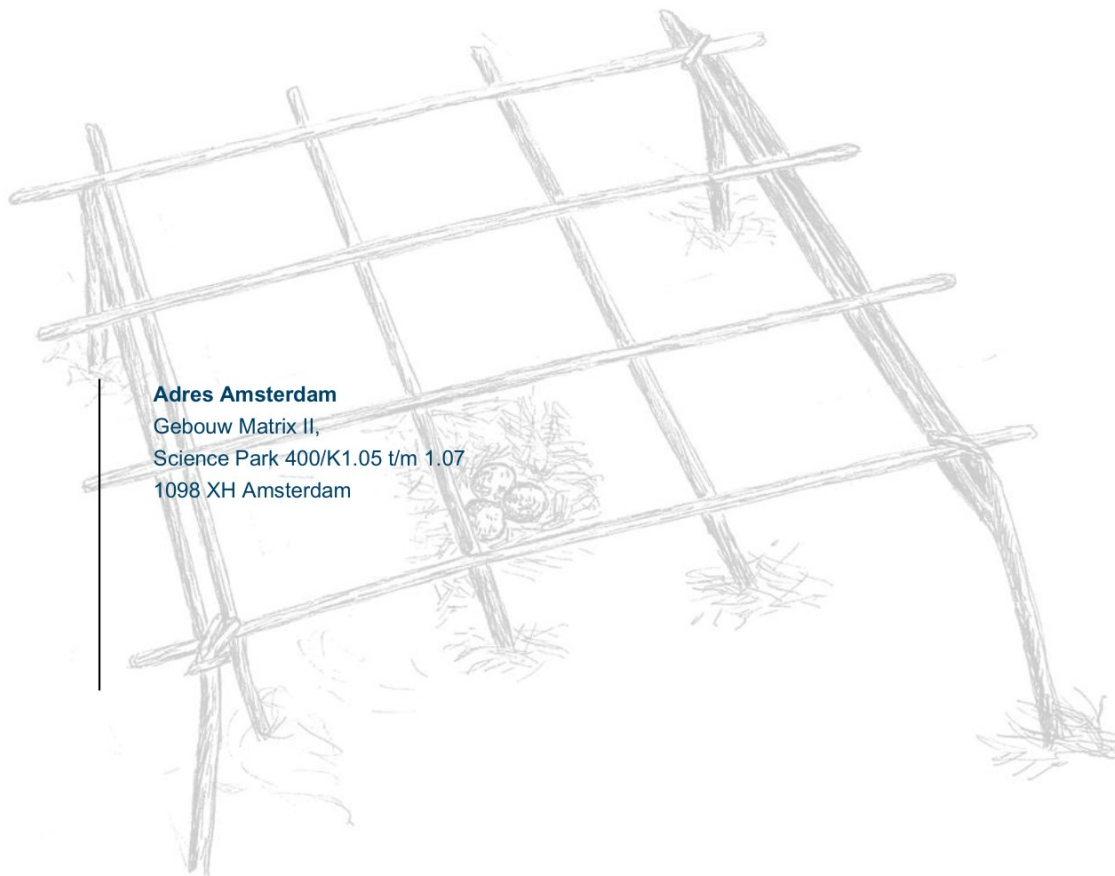 Adres Amsterdam
Gebouw Matrix II,
Science Park 400/K1.05 t/m 1.07
1098 XH Amsterdam